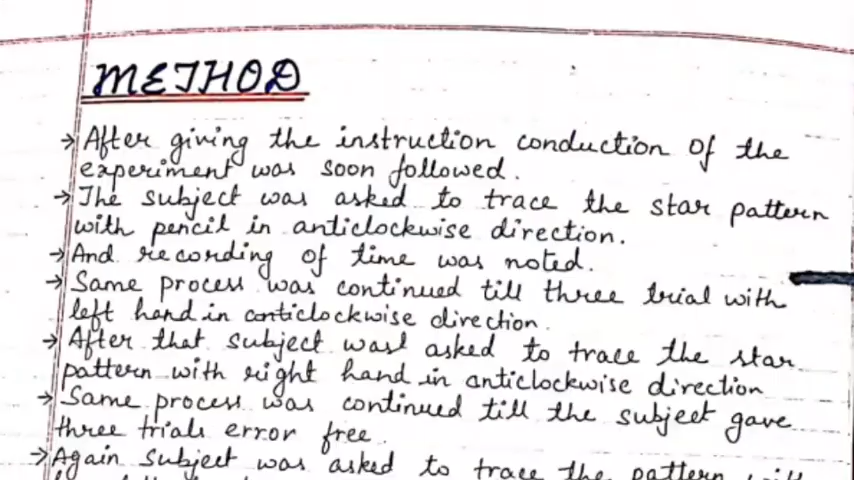 METHOD
→ After giving the instruction conduction of the
experiment was soon followed.
→ The subject was asked to trace the star pattern
with pencil in anticlockwise direction.
→ And recording of time was noted.
→ Same process was continued till three trial with
left hand in anticlockwise direction.
→ After that subject was asked to trace the star
pattern with right hand in anticlockwise direction
→ Same process was continued till the subject gave
three trials error free.
→ Again subject was asked to trace the pattern with